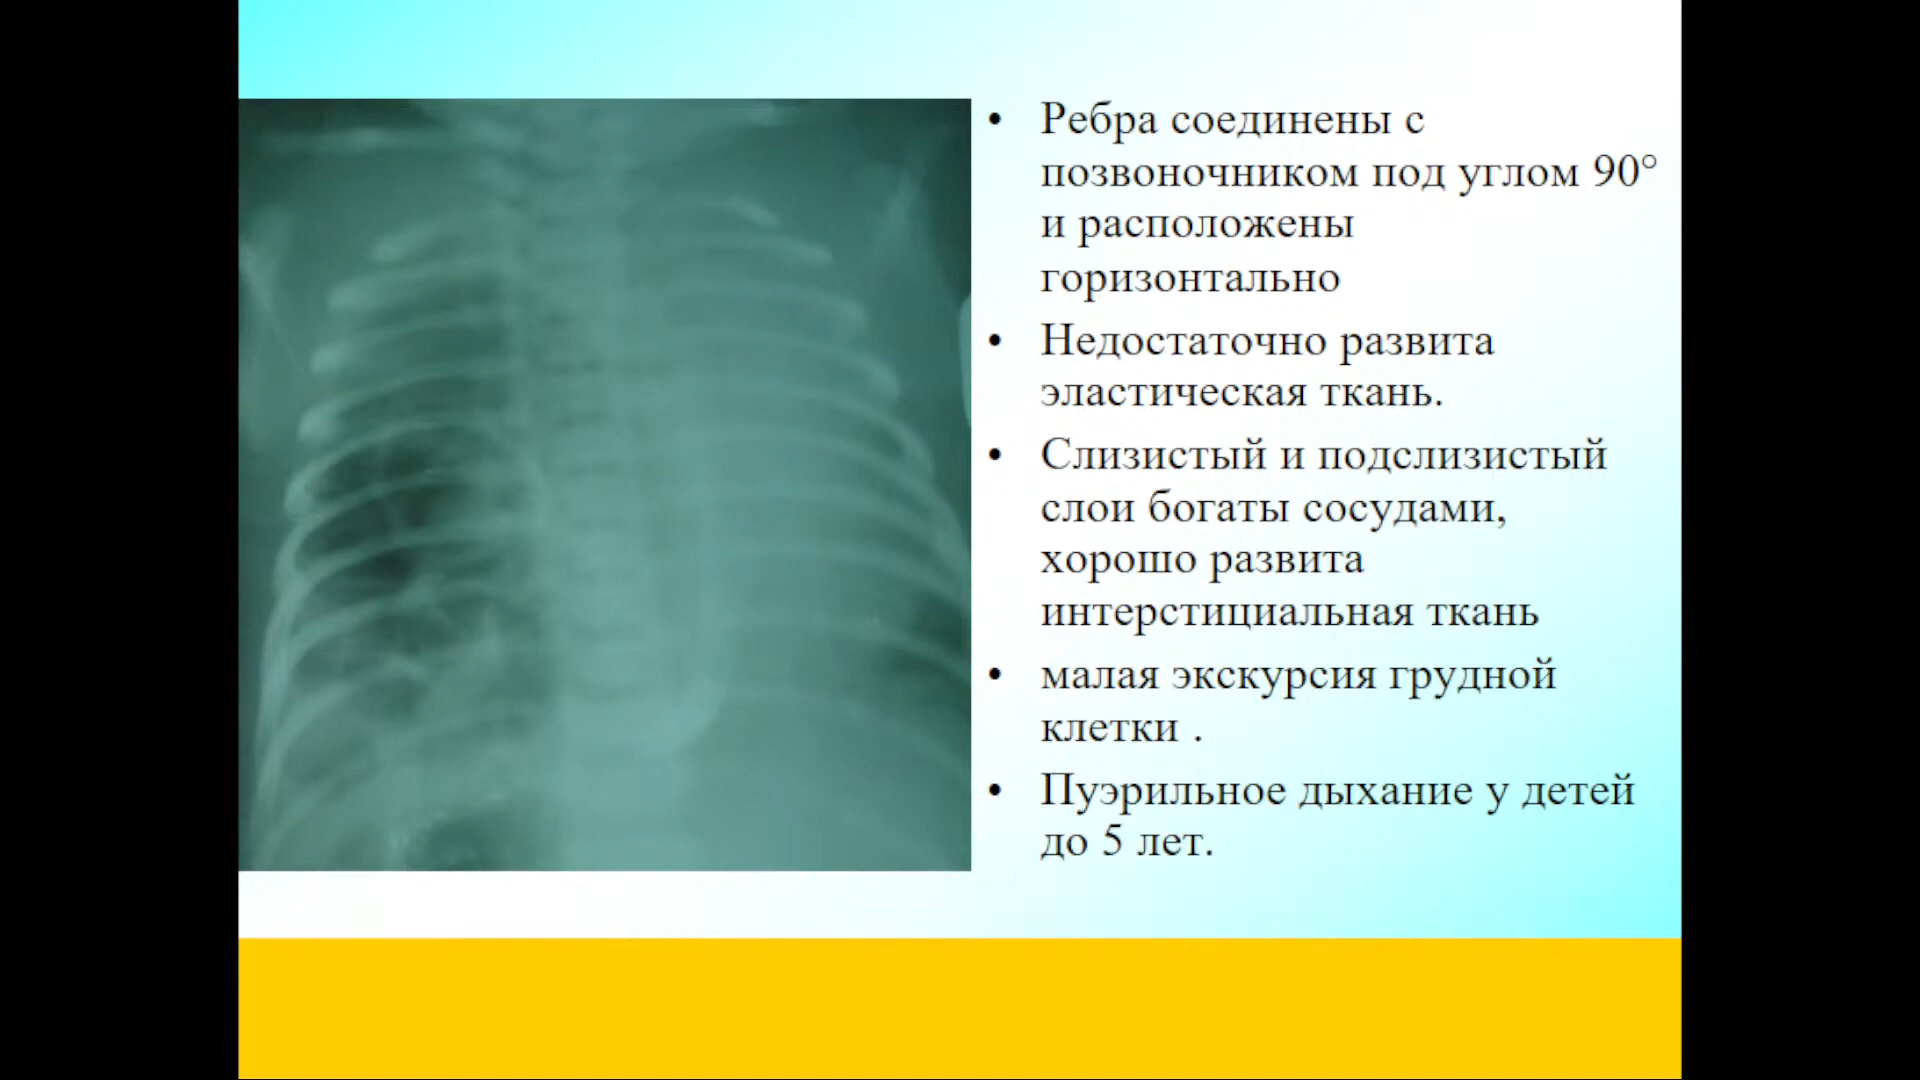 Ребра соединены с
позвоночником под углом 90°
и расположены
горизонтально
Недостаточно развита
эластическая ткань.
Слизистый и подслизистый
слои богаты сосудами,
хорошо развита
интерстициальная ткань
малая экскурсия грудной
клетки .
Пуэрильное дыхание у детей
до 5 лет.